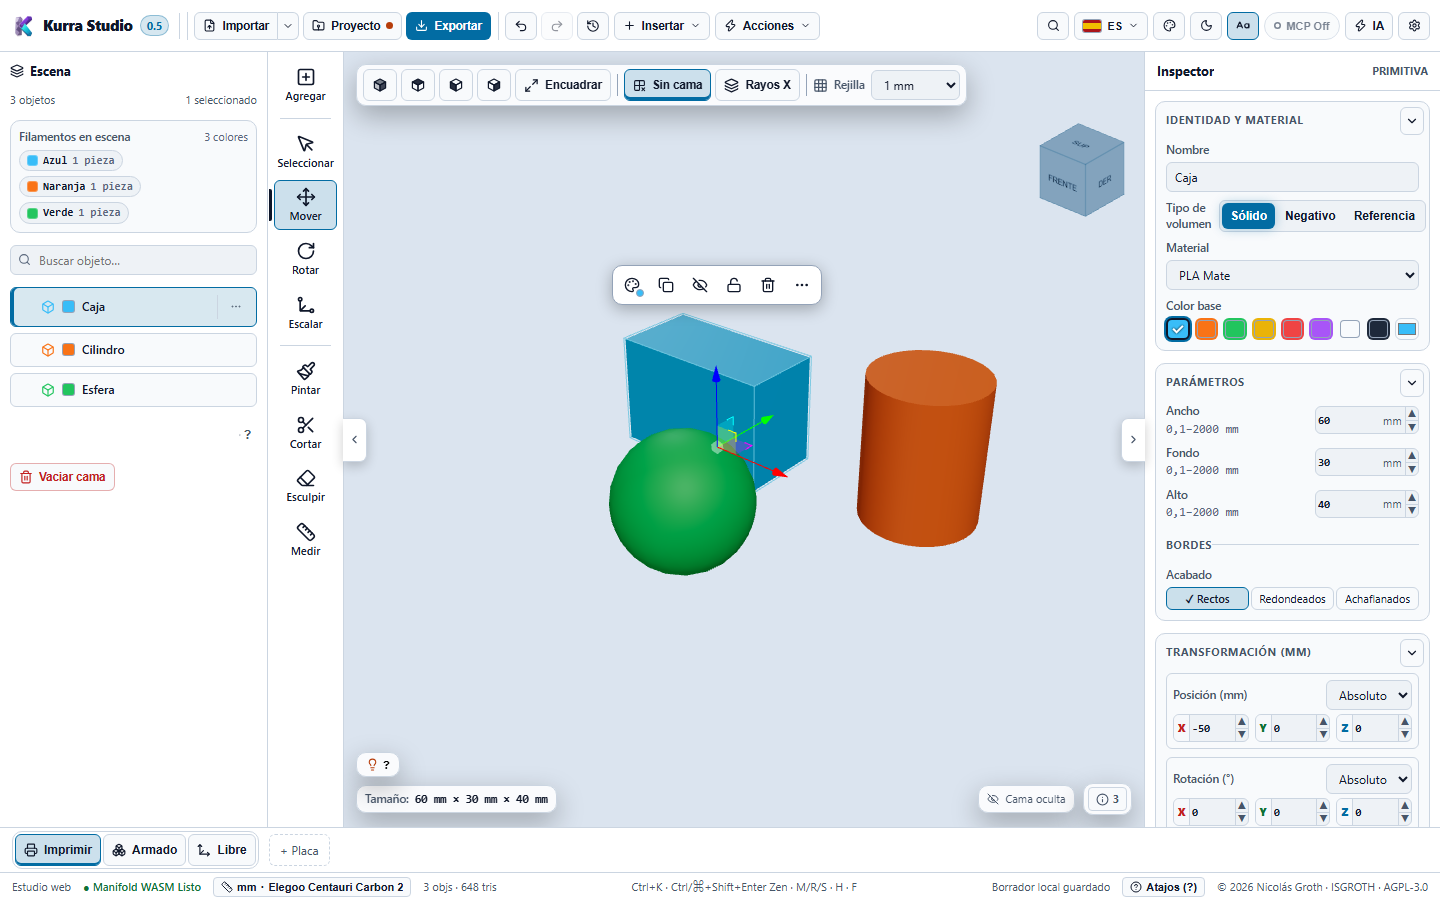 Kurra Studio 0.5
Importar
Proyecto
Exportar
Insertar
Acciones
ES
Aa
MCP Off
IA
Escena
3 objetos 1 seleccionado
Filamentos en escena 3 colores
Azul 1 pieza
Naranja 1 pieza
Verde 1 pieza
Buscar objeto...
Caja
Cilindro
Esfera
?
Vaciar cama
Agregar
Seleccionar
Mover
Rotar
Escalar
Pintar
Cortar
Esculpir
Medir
Encuadrar
Sin cama
Rayos X
Rejilla
1 mm
SUP
FRENTE
DER
?
Tamaño: 60 mm × 30 mm × 40 mm
Cama oculta
3
Inspector PRIMITIVA
IDENTIDAD Y MATERIAL
Nombre
Caja
Tipo de volumen
Sólido Negativo Referencia
Material
PLA Mate
Color base
PARÁMETROS
Ancho
0,1–2000 mm
60 mm
Fondo
0,1–2000 mm
30 mm
Alto
0,1–2000 mm
40 mm
BORDES
Acabado
✓ Rectos Redondeados Achaflanados
TRANSFORMACIÓN (MM)
Posición (mm) Absoluto
X -50 Y 0 Z 0
Rotación (°) Absoluto
X 0 Y 0 Z 0
Imprimir
Armado
Libre
+ Placa
Estudio web
Manifold WASM Listo
mm · Elegoo Centauri Carbon 2
3 objs · 648 tris
Ctrl+K · Ctrl/⌘+Shift+Enter Zen · M/R/S · H · F
Borrador local guardado
Atajos (?)
© 2026 Nicolás Groth · ISGROTH · AGPL-3.0